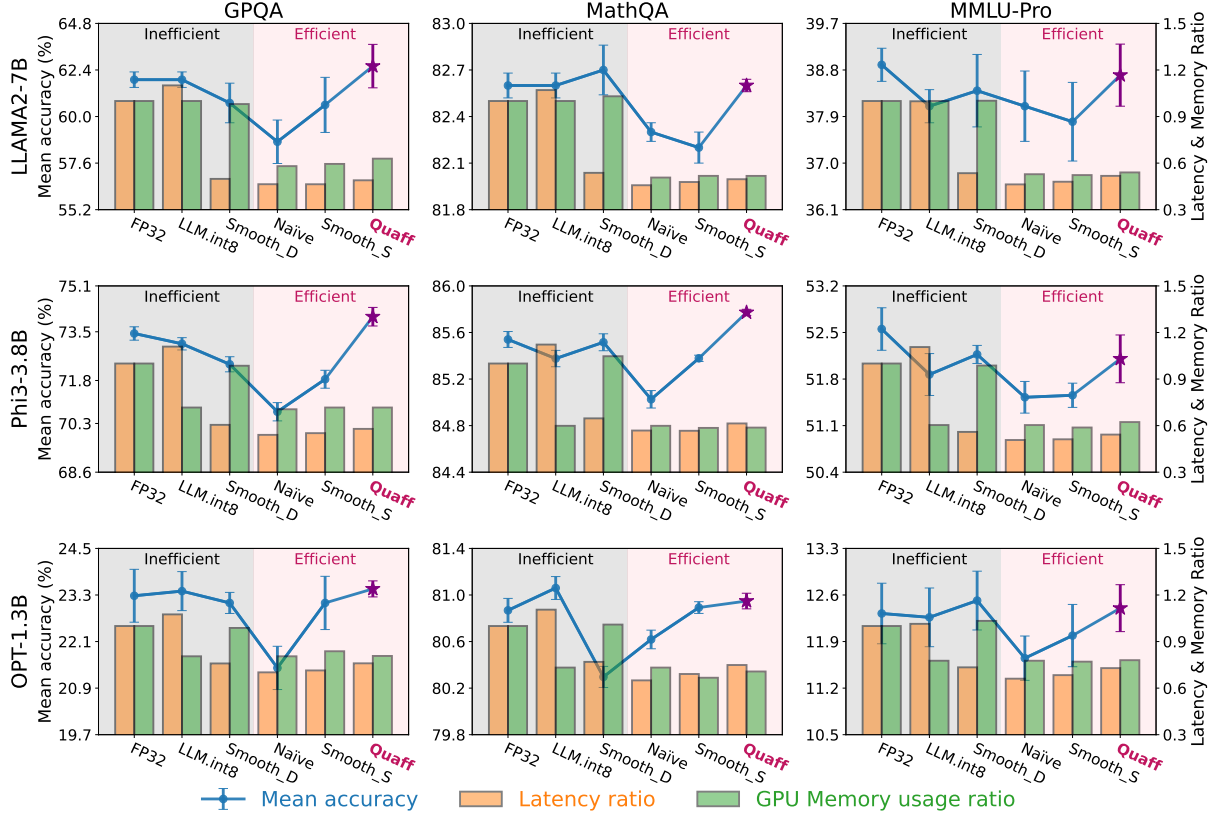 GPQA MathQA MMLU-Pro
LLAMA2-7B
Mean accuracy (%)
64.8
62.4
60.0
57.6
55.2
Inefficient Efficient
FP32 LLM.int8 Smooth_D Naïve Smooth_S Quaff
83.0
82.7
82.4
82.1
81.8
Inefficient Efficient
FP32 LLM.int8 Smooth_D Naïve Smooth_S Quaff
39.7
38.8
37.9
37.0
36.1
Inefficient Efficient
FP32 LLM.int8 Smooth_D Naïve Smooth_S Quaff
1.5
1.2
0.9
0.6
0.3
Latency & Memory Ratio
Phi3-3.8B
Mean accuracy (%)
75.1
73.5
71.8
70.3
68.6
Inefficient Efficient
FP32 LLM.int8 Smooth_D Naïve Smooth_S Quaff
86.0
85.6
85.2
84.8
84.4
Inefficient Efficient
FP32 LLM.int8 Smooth_D Naïve Smooth_S Quaff
53.2
52.5
51.8
51.1
50.4
Inefficient Efficient
FP32 LLM.int8 Smooth_D Naïve Smooth_S Quaff
1.5
1.2
0.9
0.6
0.3
Latency & Memory Ratio
OPT-1.3B
Mean accuracy (%)
24.5
23.3
22.1
20.9
19.7
Inefficient Efficient
FP32 LLM.int8 Smooth_D Naïve Smooth_S Quaff
81.4
81.0
80.6
80.2
79.8
Inefficient Efficient
FP32 LLM.int8 Smooth_D Naïve Smooth_S Quaff
13.3
12.6
11.9
11.2
10.5
Inefficient Efficient
FP32 LLM.int8 Smooth_D Naïve Smooth_S Quaff
1.5
1.2
0.9
0.6
0.3
Latency & Memory Ratio
Mean accuracy Latency ratio GPU Memory usage ratio